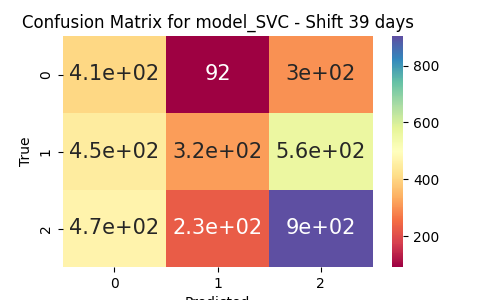 Confusion Matrix for model_SVC - Shift 39 days
0 4.1e+02 92 3e+02
1 4.5e+02 3.2e+02 5.6e+02
2 4.7e+02 2.3e+02 9e+02
True
0 1 2
Predicted
800
600
400
200